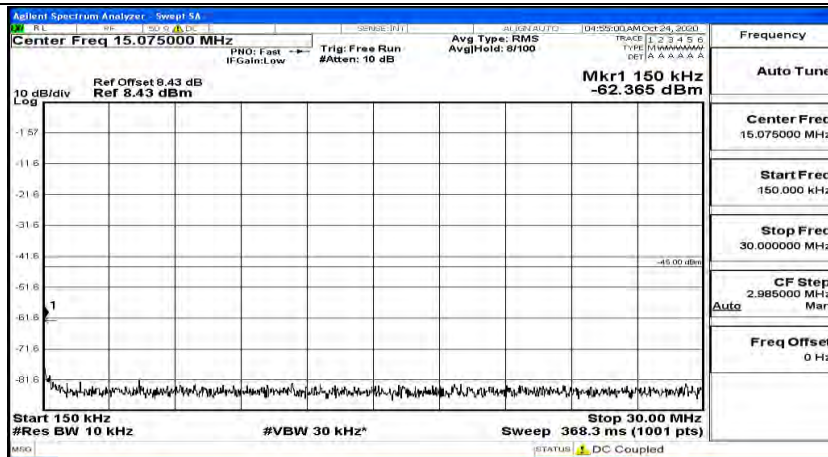 Agilent Spectrum Analyzer - Swept SA
RL RF 50 Ω DC SENSE:INT ALIGN AUTO 04:55:00 AM Oct 24, 2020
Center Freq 15.075000 MHz
PNO: Fast
IFGain:Low
Trig: Free Run
#Atten: 10 dB
Avg Type: RMS
Avg|Hold: 8/100
TRACE 1 2 3 4 5 6
TYPE MWWWWW
DET A A A A A A
Ref Offset 8.43 dB
Mkr1 150 kHz
10 dB/div Ref 8.43 dBm -62.365 dBm
Log
-1.57
-11.6
-21.6
-31.6
-41.6
-45.00 dBm
-51.6
1
-61.6
-71.6
-81.6
Start 150 kHz Stop 30.00 MHz
#Res BW 10 kHz #VBW 30 kHz* Sweep 368.3 ms (1001 pts)
MSG STATUS DC Coupled
Frequency
Auto Tune
Center Freq
15.075000 MHz
Start Freq
150.000 kHz
Stop Freq
30.000000 MHz
CF Step
2.985000 MHz
Auto Man
Freq Offset
0 Hz